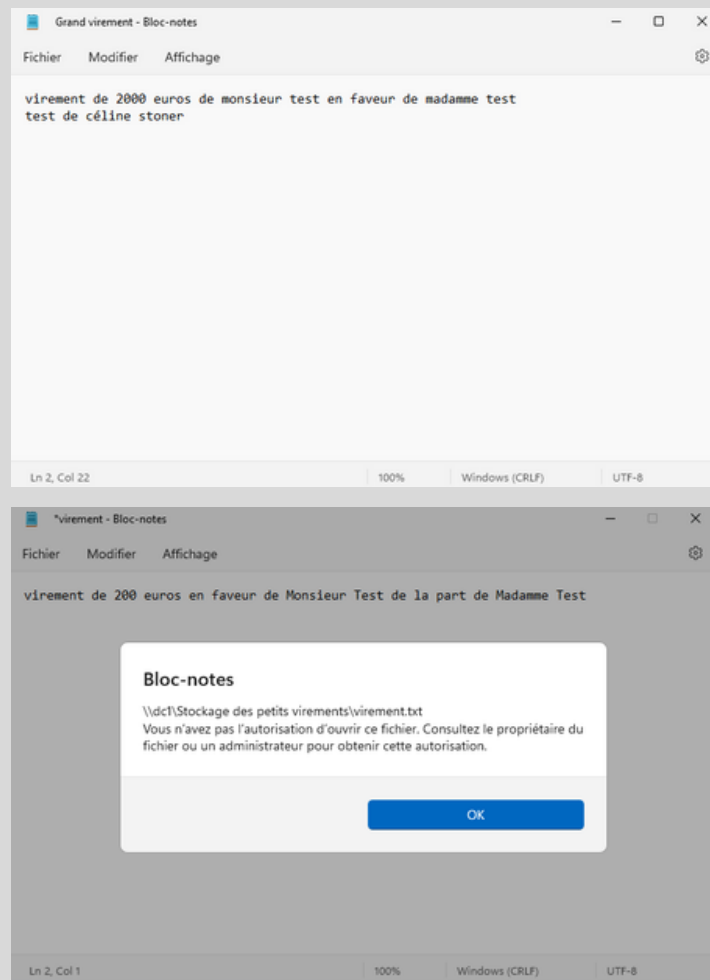 Grand virement - Bloc-notes
Fichier Modifier Affichage
virement de 2000 euros de monsieur test en faveur de madamme test
test de céline stoner
Ln 2, Col 22 100% Windows (CRLF) UTF-8
*virement - Bloc-notes
Fichier Modifier Affichage
virement de 200 euros en faveur de Monsieur Test de la part de Madamme Test
Bloc-notes
\\dc1\Stockage des petits virements\virement.txt
Vous n'avez pas l'autorisation d'ouvrir ce fichier. Consultez le propriétaire du
fichier ou un administrateur pour obtenir cette autorisation.
OK
Ln 2, Col 1 100% Windows (CRLF) UTF-8